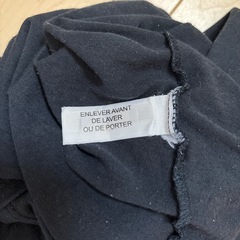 ENLEVER AVANT
DE LAVER
OU DE PORTER